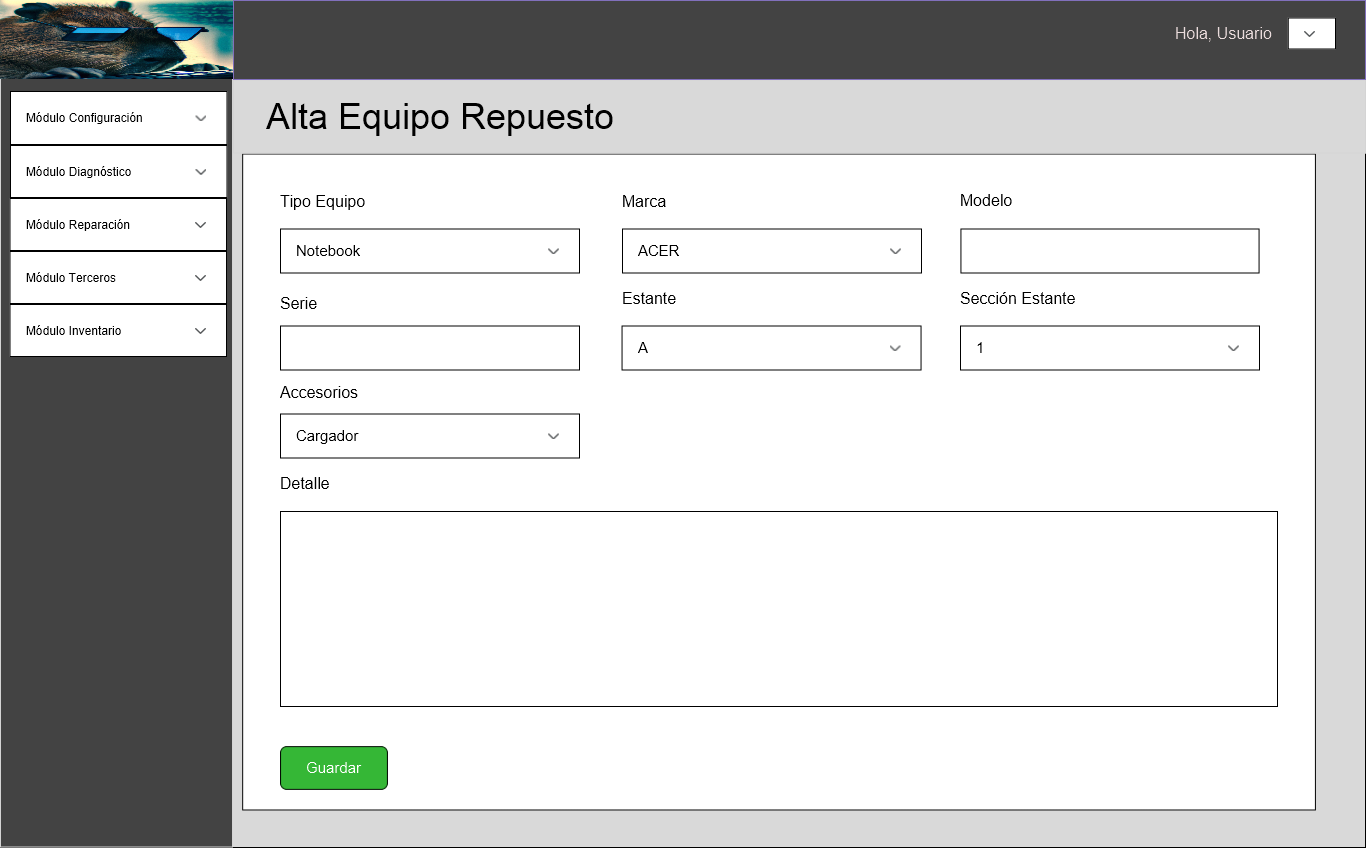 Hola, Usuario
Módulo Configuración
Módulo Diagnóstico
Módulo Reparación
Módulo Terceros
Módulo Inventario
Alta Equipo Repuesto
Tipo Equipo
Marca
Modelo
Notebook
ACER
Serie
Estante
Sección Estante
A
1
Accesorios
Cargador
Detalle
Guardar